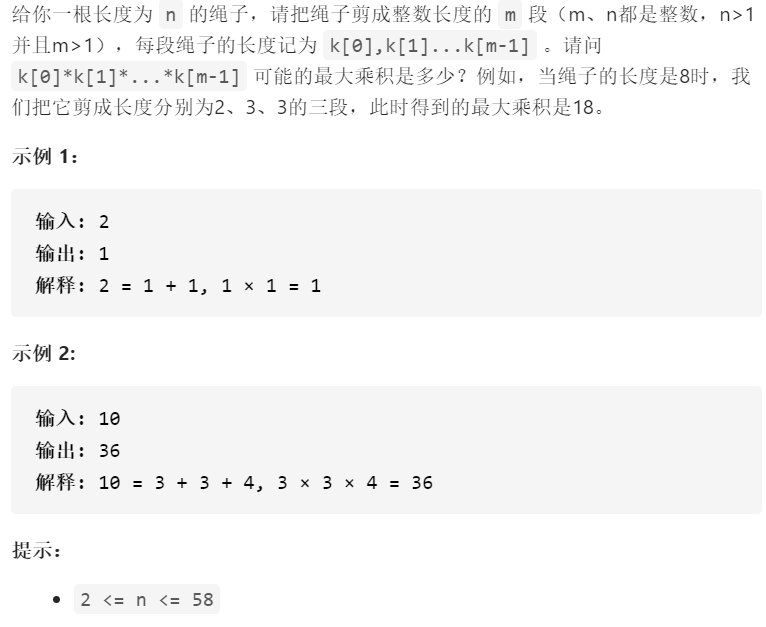 给你一根长度为 n 的绳子，请把绳子剪成整数长度的 m 段（m、n都是整数，n>1
并且m>1），每段绳子的长度记为 k[0],k[1]...k[m-1] 。请问
k[0]*k[1]*...*k[m-1] 可能的最大乘积是多少？例如，当绳子的长度是8时，我
们把它剪成长度分别为2、3、3的三段，此时得到的最大乘积是18。
示例 1：
输入: 2
输出: 1
解释: 2 = 1 + 1, 1 × 1 = 1
示例 2:
输入: 10
输出: 36
解释: 10 = 3 + 3 + 4, 3 × 3 × 4 = 36
提示：
• 2 <= n <= 58